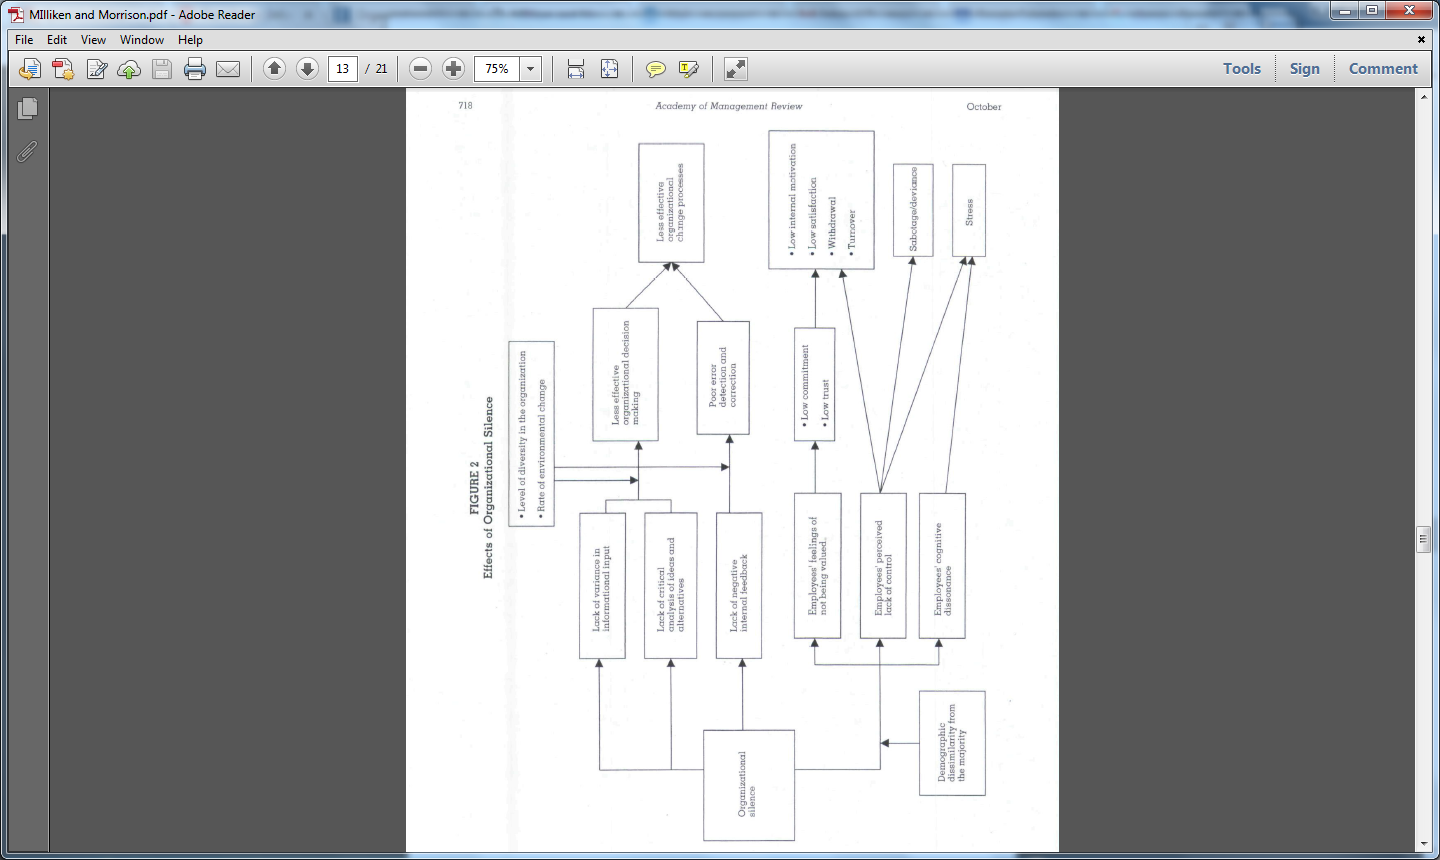 MIlliken and Morrison.pdf - Adobe Reader
File Edit View Window Help
13 / 21
75%
Tools Sign Comment
718
Academy of Management Review
October
FIGURE 2
Effects of Organizational Silence
• Level of diversity in the organization
• Rate of environmental change
Less effective
organizational
change processes
Less effective
organizational decision
making
Poor error
detection and
correction
Lack of variance in
informational input
Lack of critical
analysis of ideas and
alternatives
Lack of negative
internal feedback
Organizational
silence
• Low internal motivation
• Low satisfaction
• Withdrawal
• Turnover
Sabotage/deviance
Stress
• Low commitment
• Low trust
Employees' feelings of
not being valued
Employees' perceived
lack of control
Employees' cognitive
dissonance
Demographic
dissimilarity from
the majority